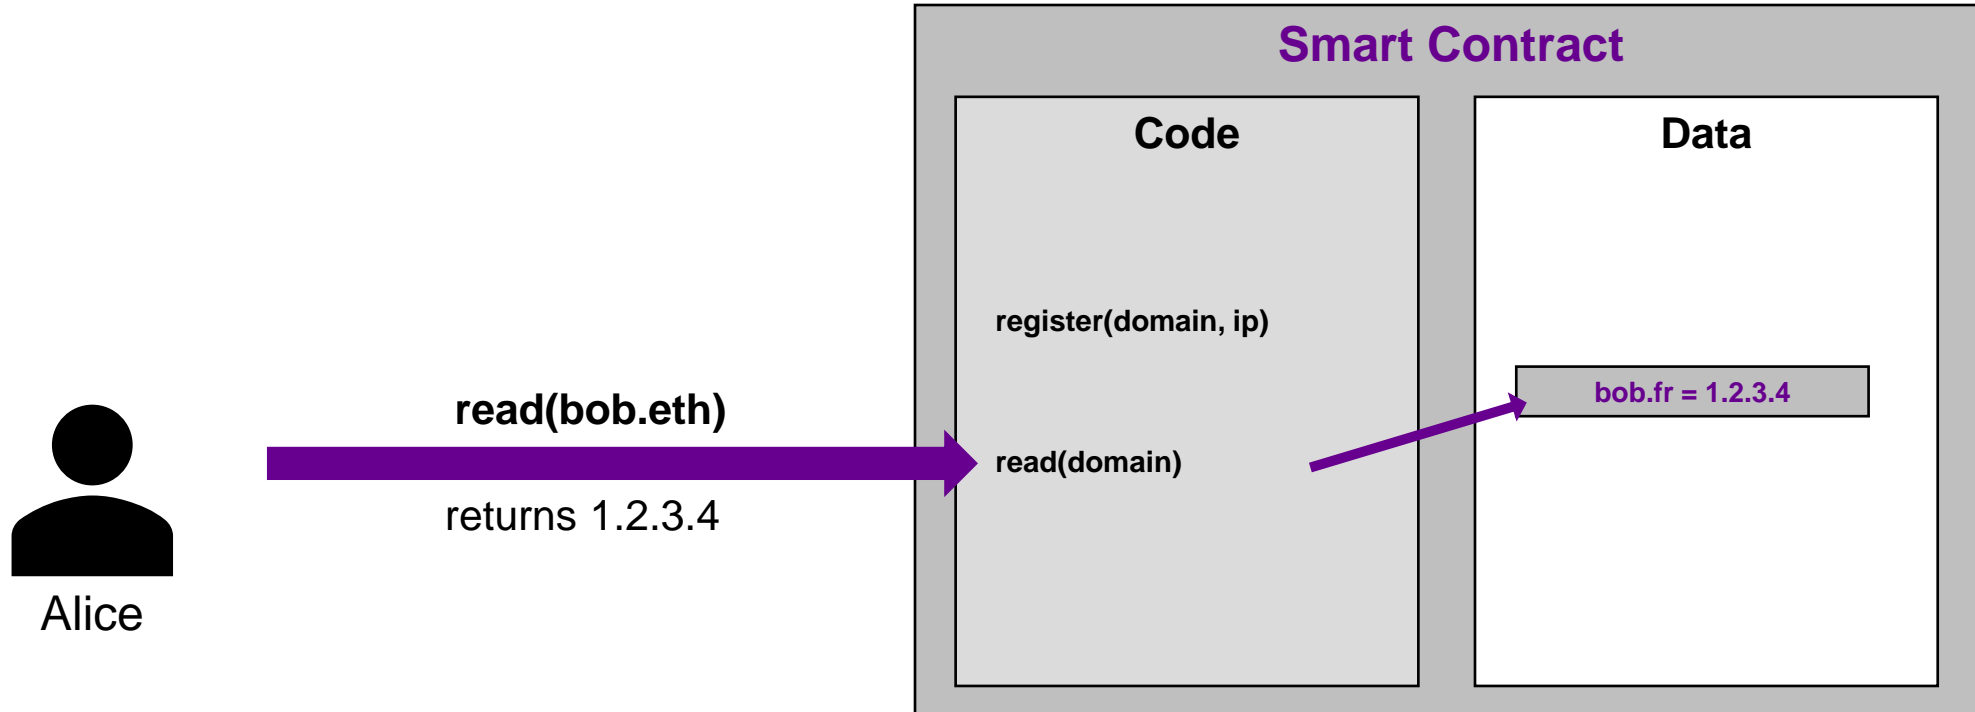 Smart Contract
Code
Data
register(domain, ip)
bob.fr = 1.2.3.4
read(bob.eth)
read(domain)
returns 1.2.3.4
Alice